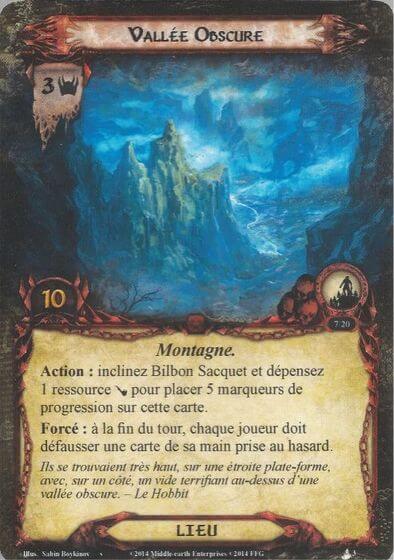 Vallée Obscure
3
10
7/20
Montagne.
Action : inclinez Bilbon Sacquet et dépensez
1 ressource pour placer 5 marqueurs de
progression sur cette carte.
Forcé : à la fin du tour, chaque joueur doit
défausser une carte de sa main prise au hasard.
Ils se trouvaient très haut, sur une étroite plate-forme,
avec, sur un côté, un vide terrifiant au-dessus d'une
vallée obscure. – Le Hobbit
LIEU
Illus. Sabin Boykinov ©2014 Middle-earth Enterprises ©2014 FFG